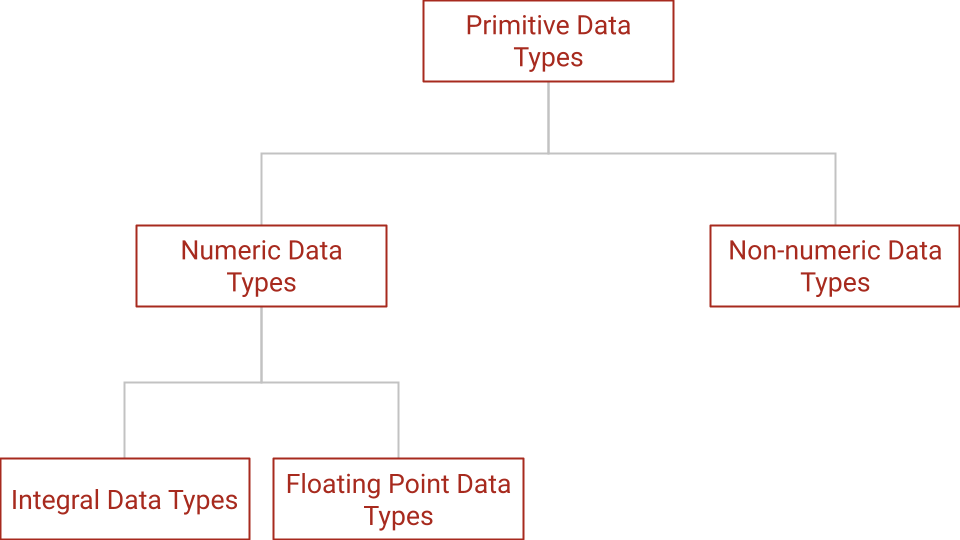 Primitive Data
Types
Numeric Data
Types
Non-numeric Data
Types
Integral Data Types
Floating Point Data
Types